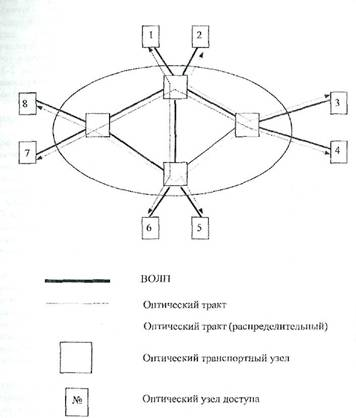 1
2
8
3
7
4
6
5
ВОЛП
Оптический тракт
Оптический тракт (распределительный)
Оптический транспортный узел
№
Оптический узел доступа